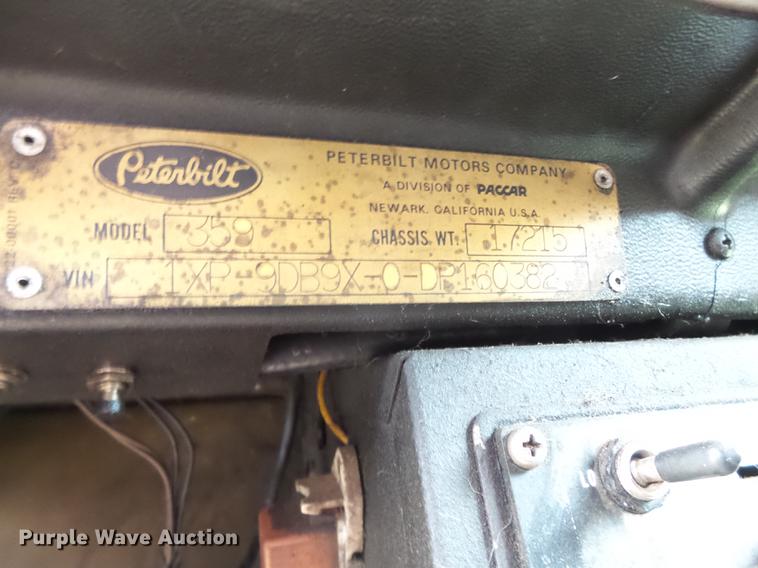 Peterbilt
PETERBILT MOTORS COMPANY
A DIVISION OF PACCAR
NEWARK, CALIFORNIA U.S.A.
MODEL 359 CHASSIS WT. 17215
VIN 1XP-9DB9X-0-DP160382
Purple Wave Auction